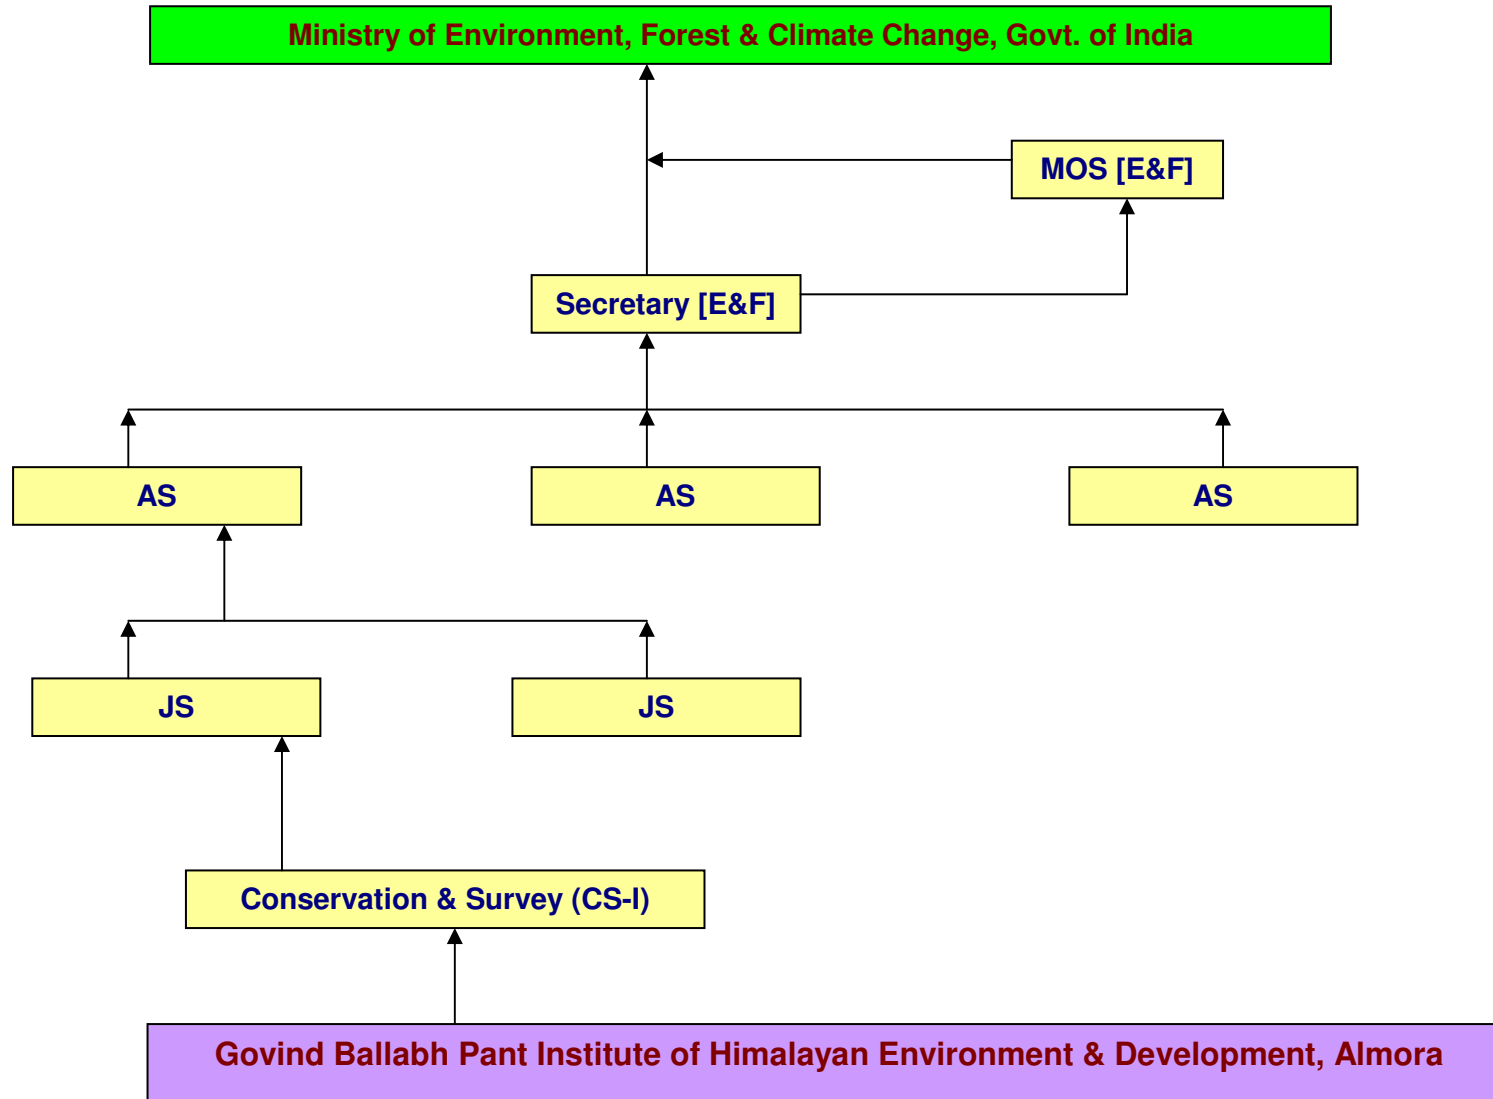 Ministry of Environment, Forest & Climate Change, Govt. of India
MOS [E&F]
Secretary [E&F]
AS
AS
AS
JS
JS
Conservation & Survey (CS-I)
Govind Ballabh Pant Institute of Himalayan Environment & Development, Almora